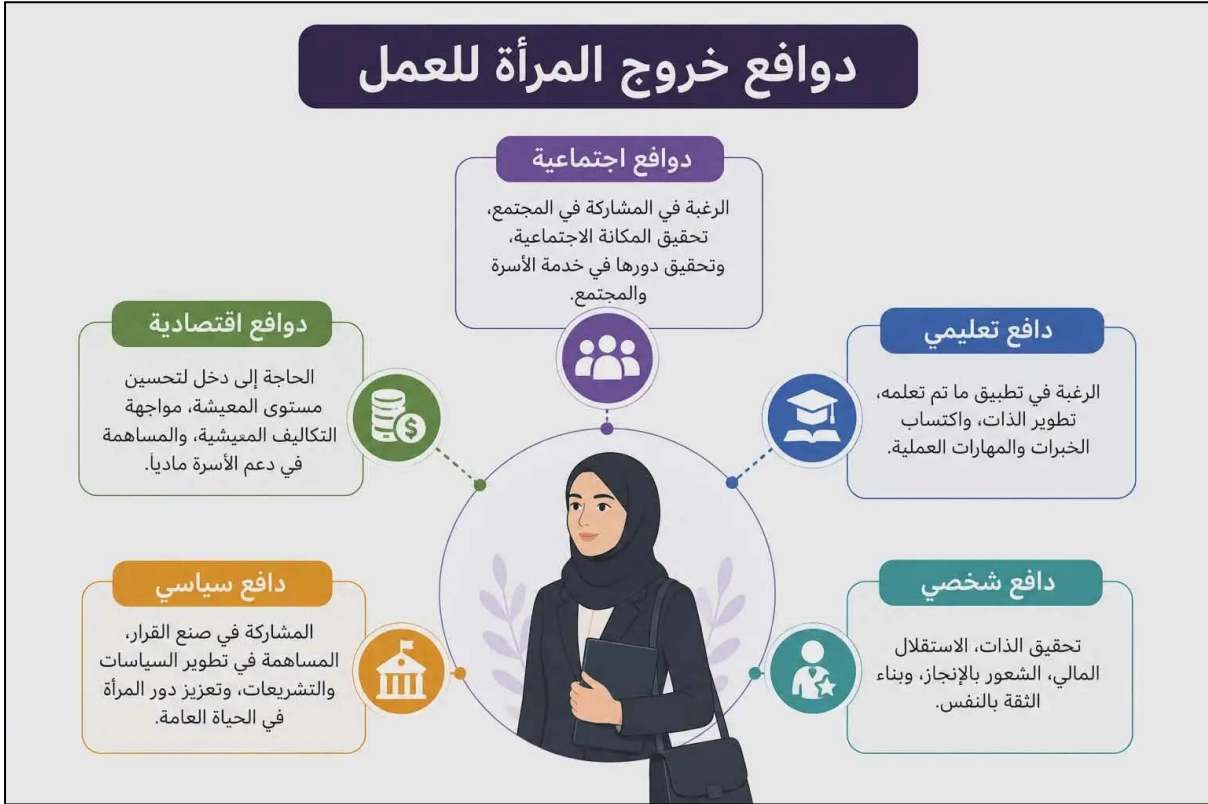 دوافع خروج المرأة للعمل
دوافع اجتماعية
الرغبة في المشاركة في المجتمع،
تحقيق المكانة الاجتماعية،
وتحقيق دورها في خدمة الأسرة
والمجتمع.
دافع تعليمي
الرغبة في تطبيق ما تم تعلمه،
تطوير الذات، واكتساب
الخبرات والمهارات العملية.
دوافع اقتصادية
الحاجة إلى دخل لتحسين
مستوى المعيشة، مواجهة
التكاليف المعيشية، والمساهمة
في دعم الأسرة مادياً.
دافع شخصي
تحقيق الذات، الاستقلال
المالي، الشعور بالإنجاز، وبناء
الثقة بالنفس.
دافع سياسي
المشاركة في صنع القرار،
المساهمة في تطوير السياسات
والتشريعات، وتعزيز دور المرأة
في الحياة العامة.